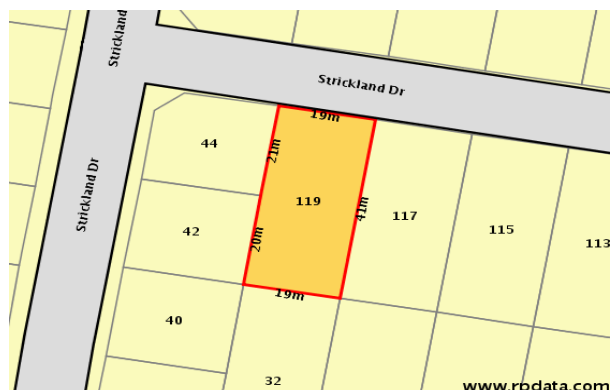 Strickland Dr
Strickland Dr
Strickland Dr
44
19m
21m
119
41m
117
115
113
42
20m
19m
40
32
www.rpdata.com